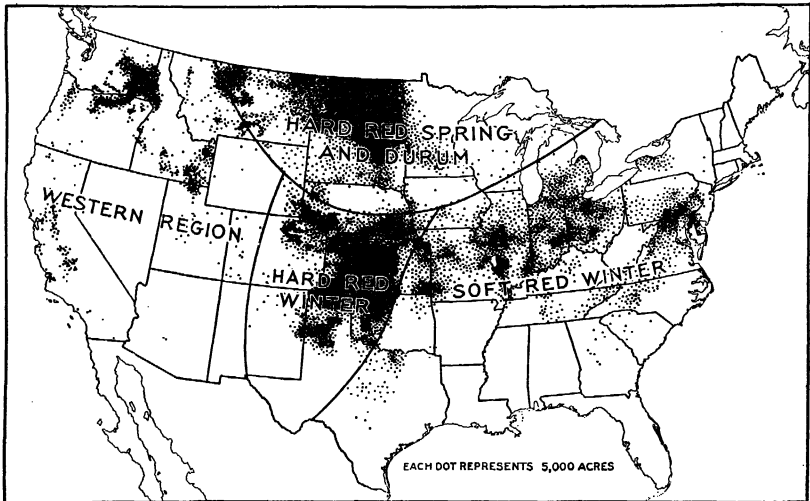 HARD RED SPRING
AND DURUM
WESTERN REGION
HARD RED
WINTER
SOFT RED WINTER
EACH DOT REPRESENTS 5,000 ACRES